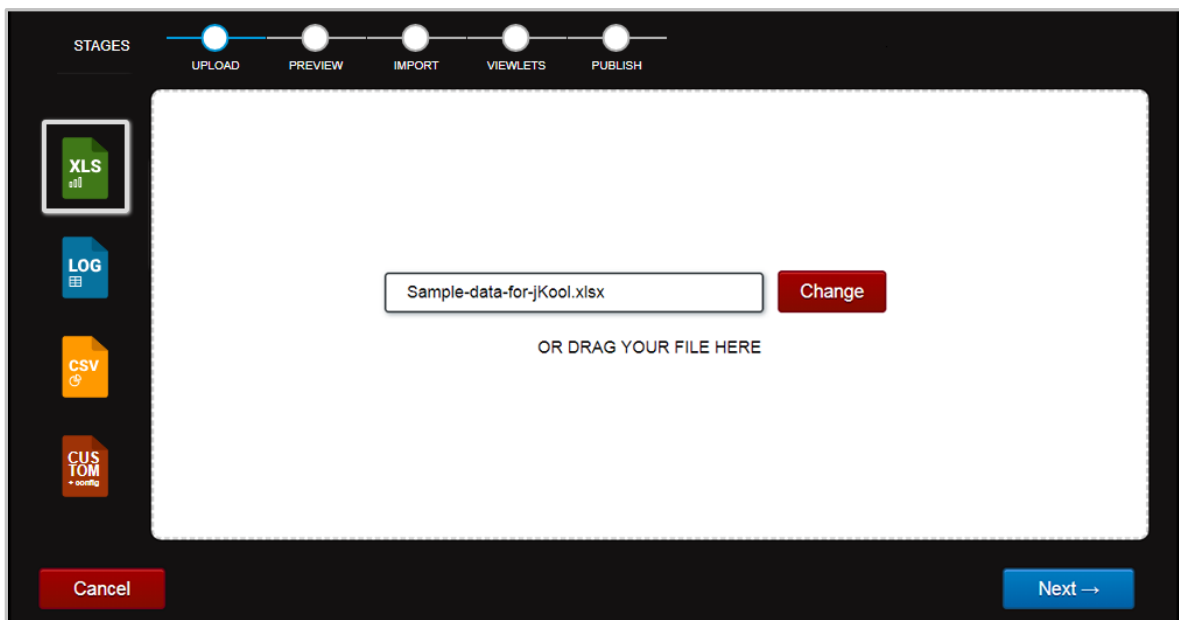 STAGES
UPLOAD PREVIEW IMPORT VIEWLETS PUBLISH
XLS
LOG
CSV
CUS
TOM
+ config
Sample-data-for-jKool.xlsx Change
OR DRAG YOUR FILE HERE
Cancel Next →